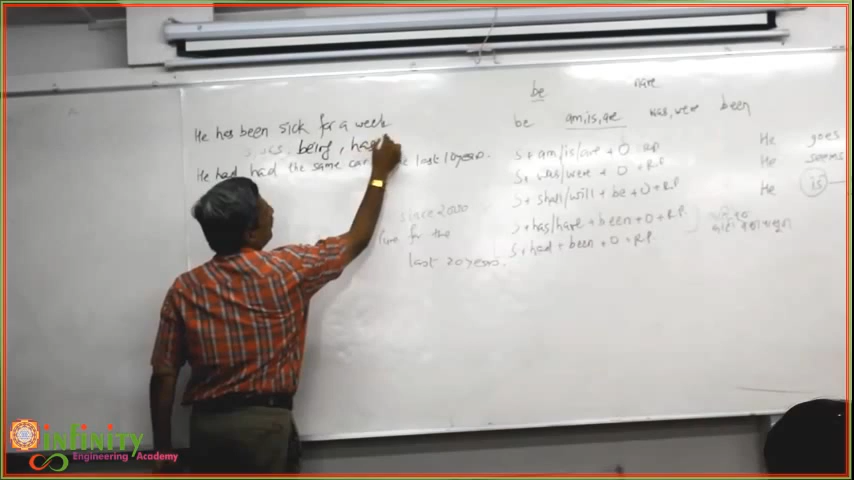 be
be am, is, are was, were been
He has been sick for a week
being, has
He had had the same car last 10 years.
since 2000
for the
last 20 years.
S + am/is/are + O + RP
S + was/were + O + R.P
S + shall/will + be + O + R.P
S + has/have + been + O + R.P.
S + had + been + O + R.P.
He goes
He seems
He is
infinity
Engineering Academy